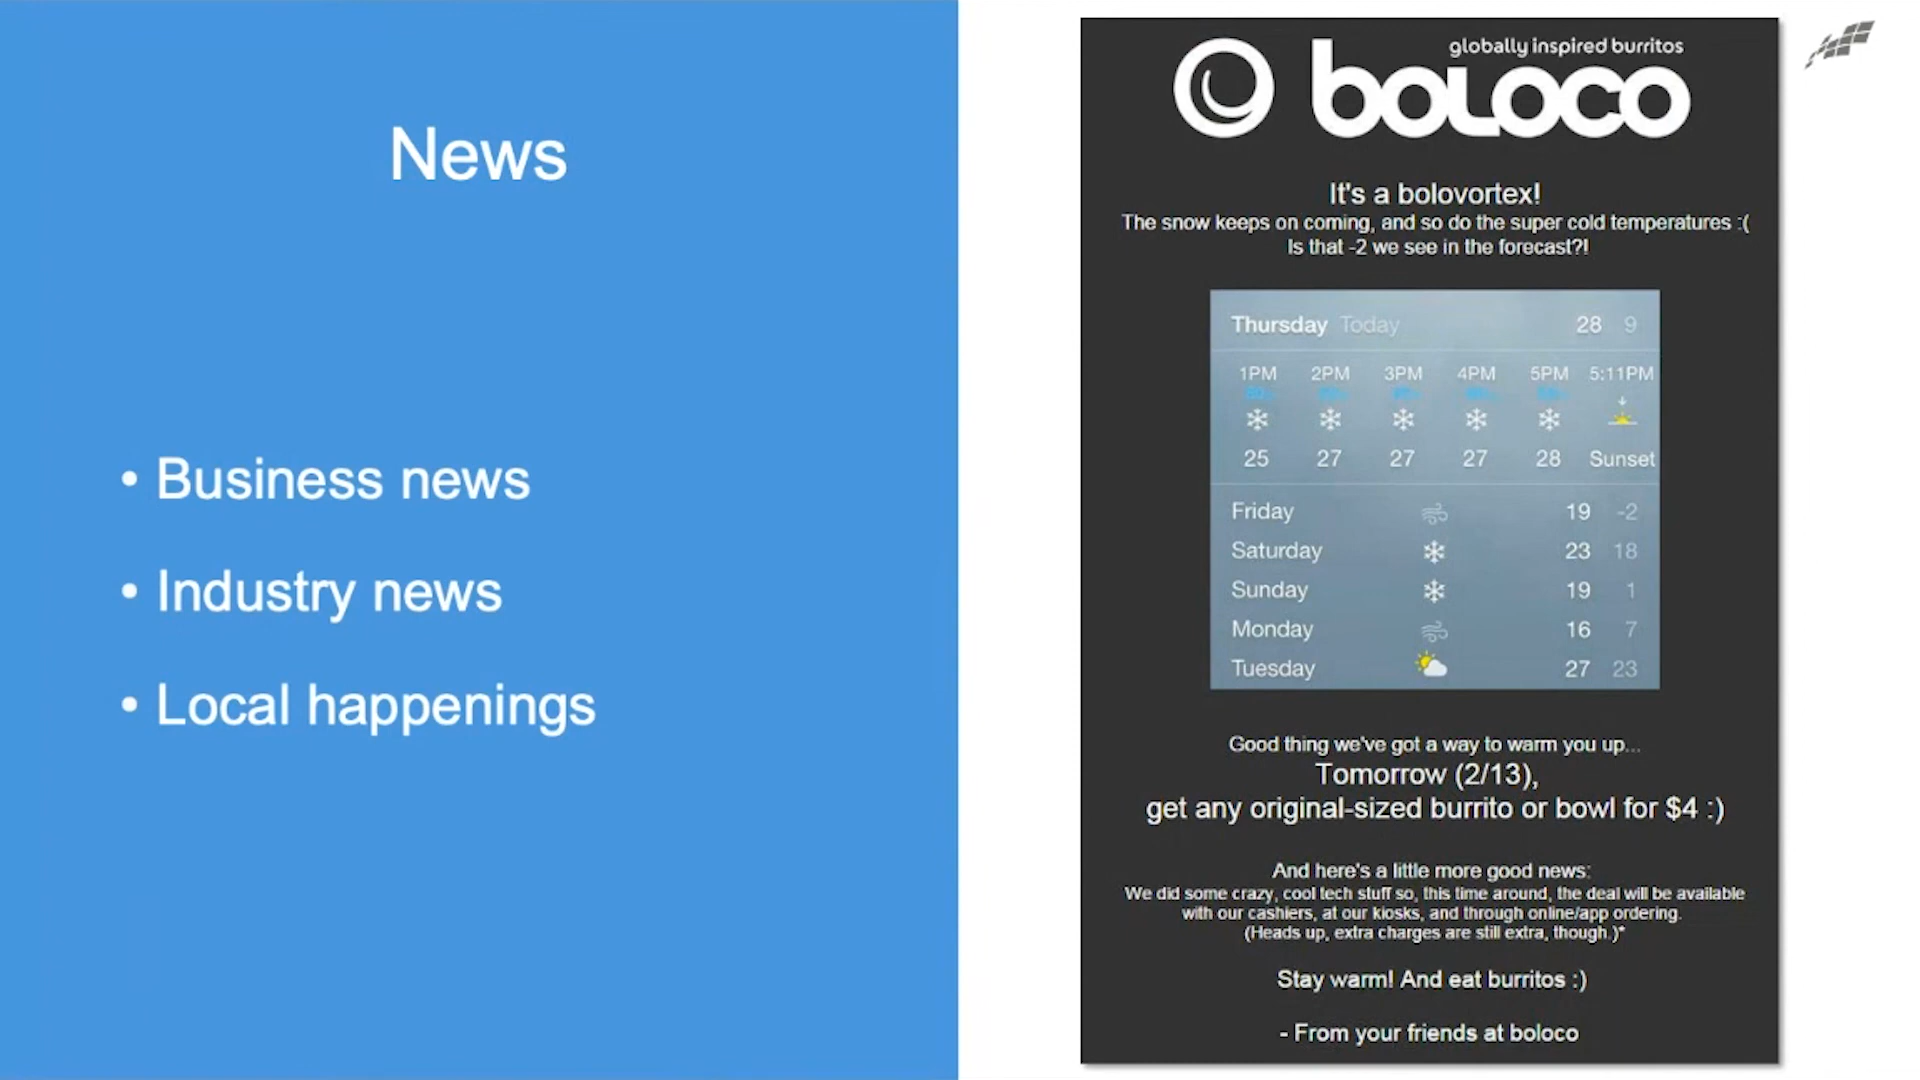 News
• Business news
• Industry news
• Local happenings
globally inspired burritos
boloco
It's a bolovortex!
The snow keeps on coming, and so do the super cold temperatures :(
Is that -2 we see in the forecast?!
Thursday Today 28 9
1PM 2PM 3PM 4PM 5PM 5:11PM
25 27 27 27 28 Sunset
Friday 19 -2
Saturday 23 18
Sunday 19 1
Monday 16 7
Tuesday 27 23
Good thing we've got a way to warm you up...
Tomorrow (2/13),
get any original-sized burrito or bowl for $4 :)
And here's a little more good news:
We did some crazy, cool tech stuff so, this time around, the deal will be available
with our cashiers, at our kiosks, and through online/app ordering.
(Heads up, extra charges are still extra, though.)*
Stay warm! And eat burritos :)
- From your friends at boloco